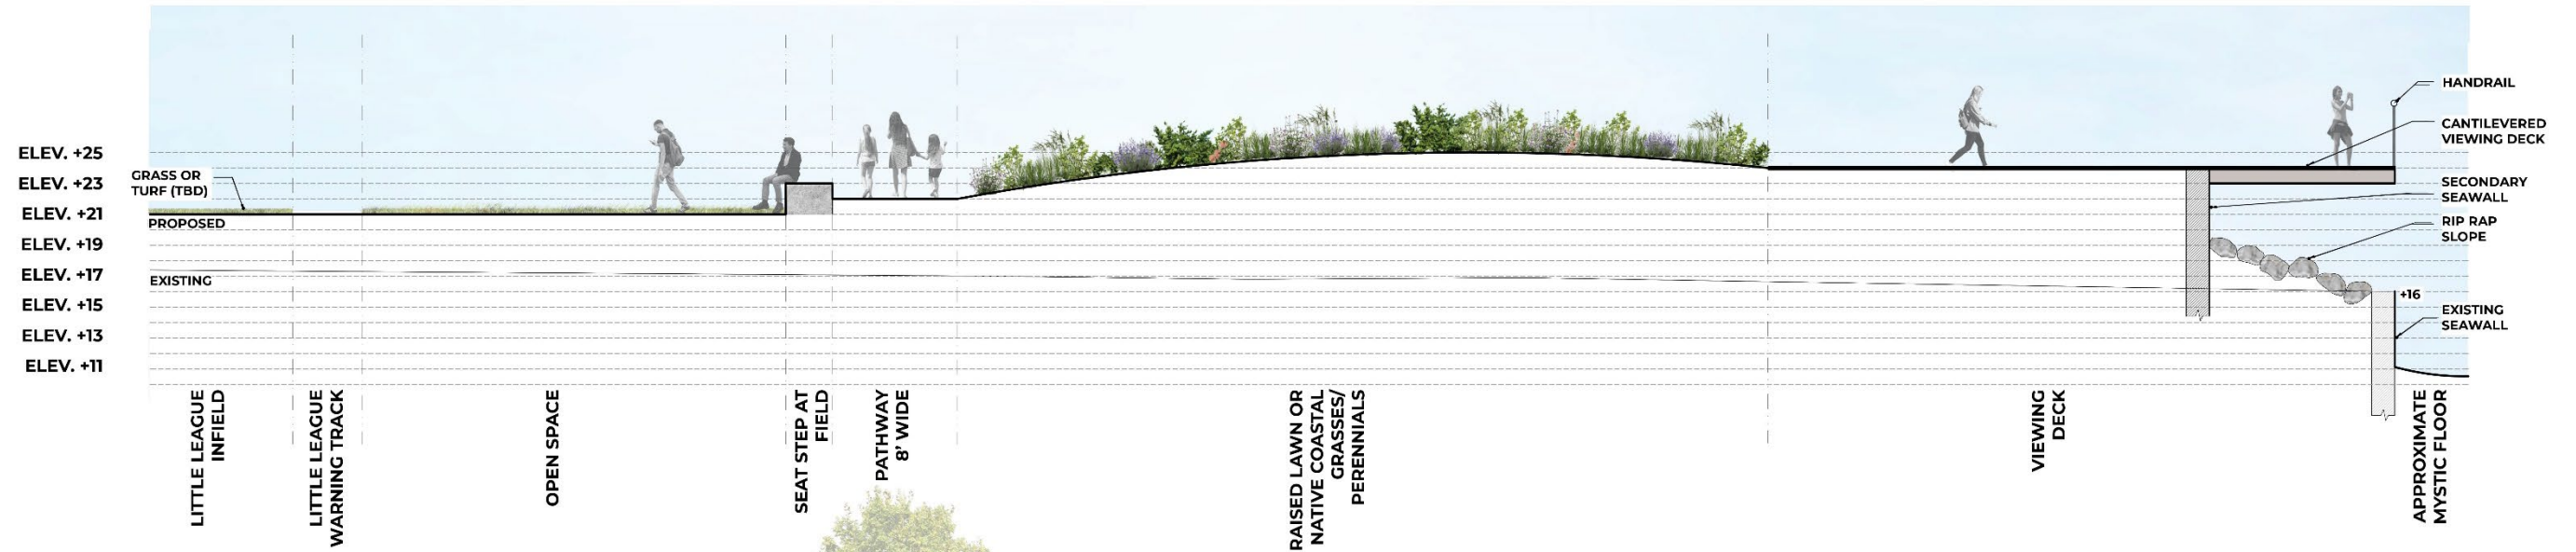 ELEV. +25
ELEV. +23
ELEV. +21
ELEV. +19
ELEV. +17
ELEV. +15
ELEV. +13
ELEV. +11
GRASS OR
TURF (TBD)
PROPOSED
EXISTING
HANDRAIL
CANTILEVERED
VIEWING DECK
SECONDARY
SEAWALL
RIP RAP
SLOPE
+16
EXISTING
SEAWALL
LITTLE LEAGUE
INFIELD
LITTLE LEAGUE
WARNING TRACK
OPEN SPACE
SEAT STEP AT
FIELD
PATHWAY
8' WIDE
RAISED LAWN OR
NATIVE COASTAL
GRASSES/
PERENNIALS
VIEWING
DECK
APPROXIMATE
MYSTIC FLOOR